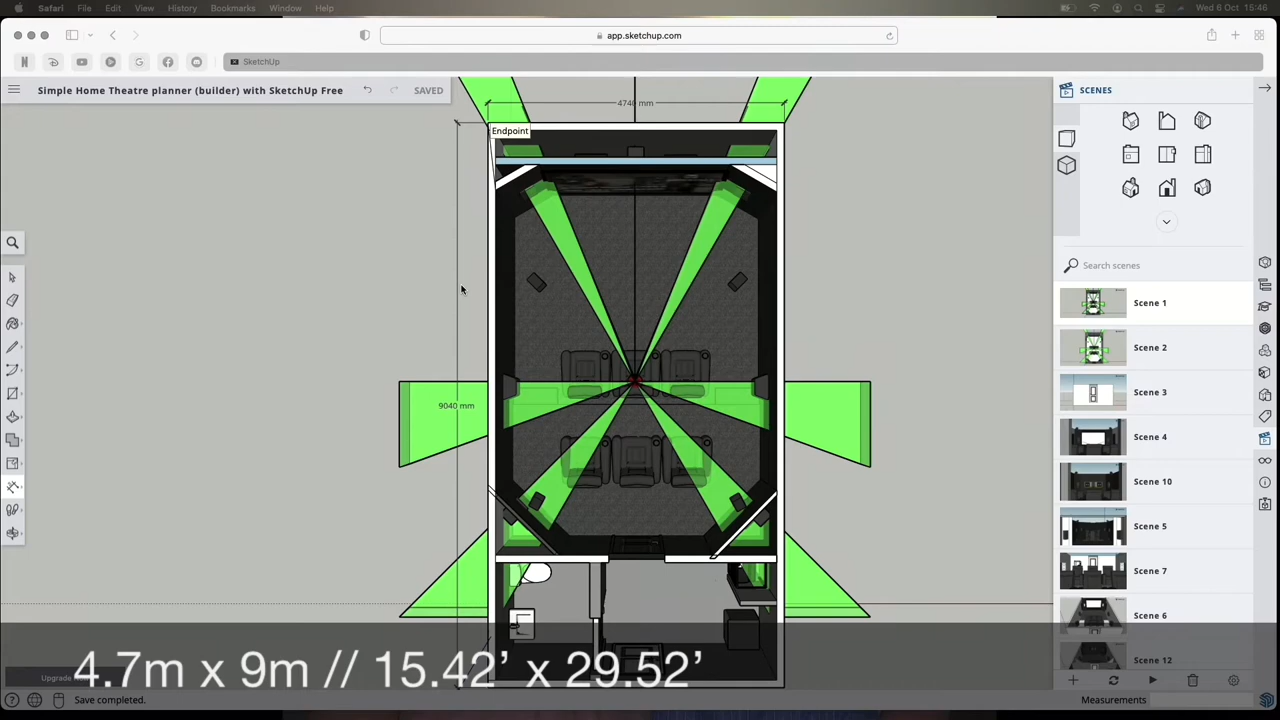 Safari File Edit View History Bookmarks Window Help Wed 6 Oct 15:46
app.sketchup.com
SketchUp
Simple Home Theatre planner (builder) with SketchUp Free SAVED
SCENES
4740 mm
Endpoint
Search scenes
Scene 1
Scene 2
Scene 3
9040 mm
Scene 4
Scene 10
Scene 5
Scene 7
Scene 6
Scene 12
4.7m x 9m // 15.42’ x 29.52’
Upgrade
Save completed.
Measurements